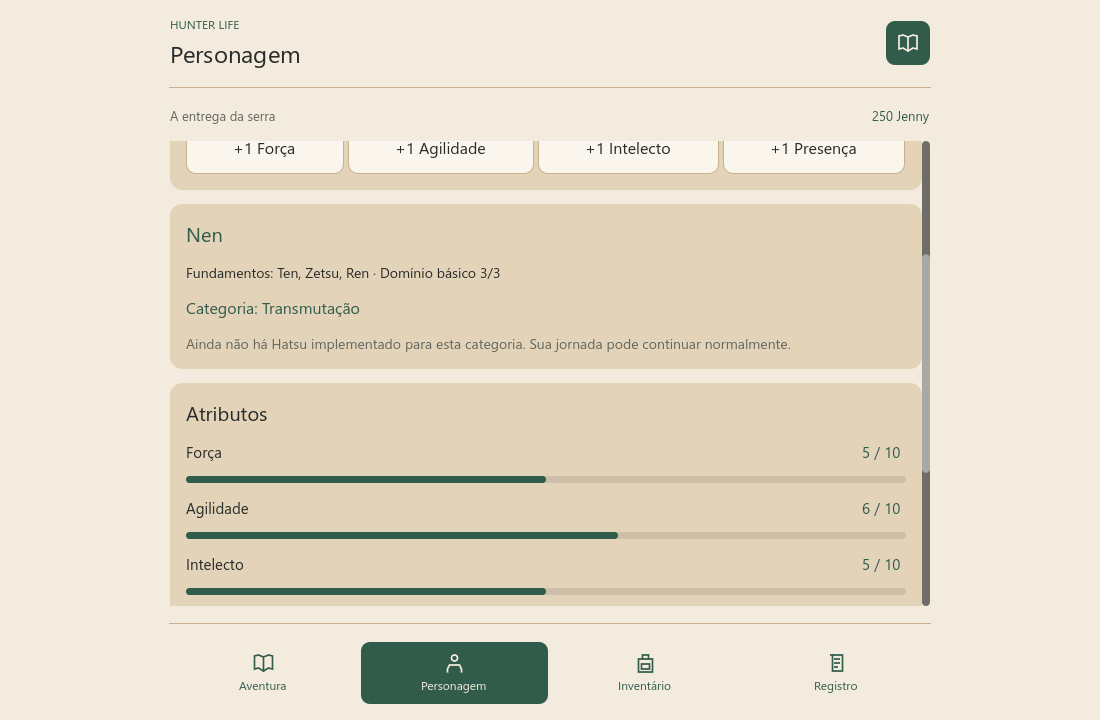 HUNTER LIFE
Personagem
A entrega da serra
250 Jenny
+1 Força
+1 Agilidade
+1 Intelecto
+1 Presença
Nen
Fundamentos: Ten, Zetsu, Ren · Domínio básico 3/3
Categoria: Transmutação
Ainda não há Hatsu implementado para esta categoria. Sua jornada pode continuar normalmente.
Atributos
Força
5 / 10
Agilidade
6 / 10
Intelecto
5 / 10
Aventura
Personagem
Inventário
Registro